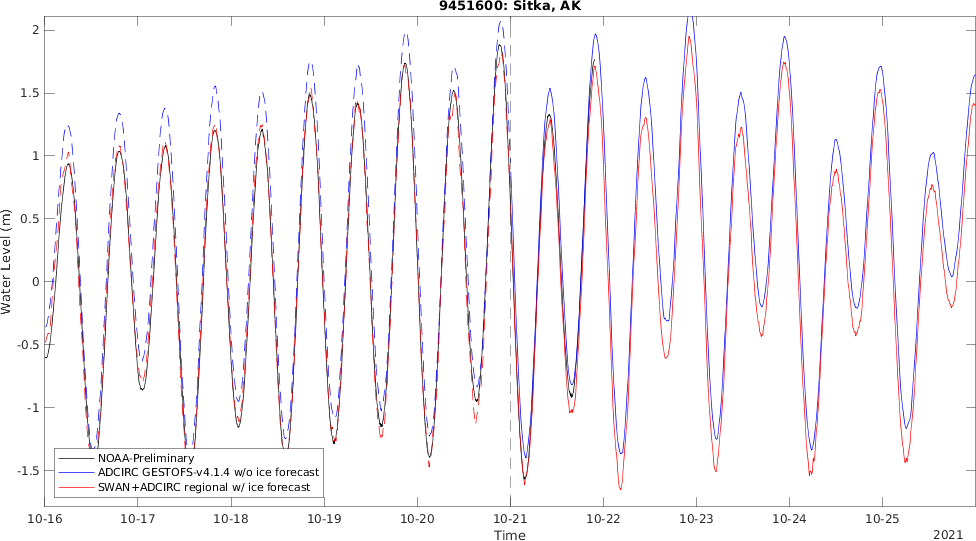 9451600: Sitka, AK
2
1.5
1
0.5
0
-0.5
-1
-1.5
Water Level (m)
NOAA-Preliminary
ADCIRC GESTOFS-v4.1.4 w/o ice forecast
SWAN+ADCIRC regional w/ ice forecast
10-16 10-17 10-18 10-19 10-20 10-21 10-22 10-23 10-24 10-25
Time
2021